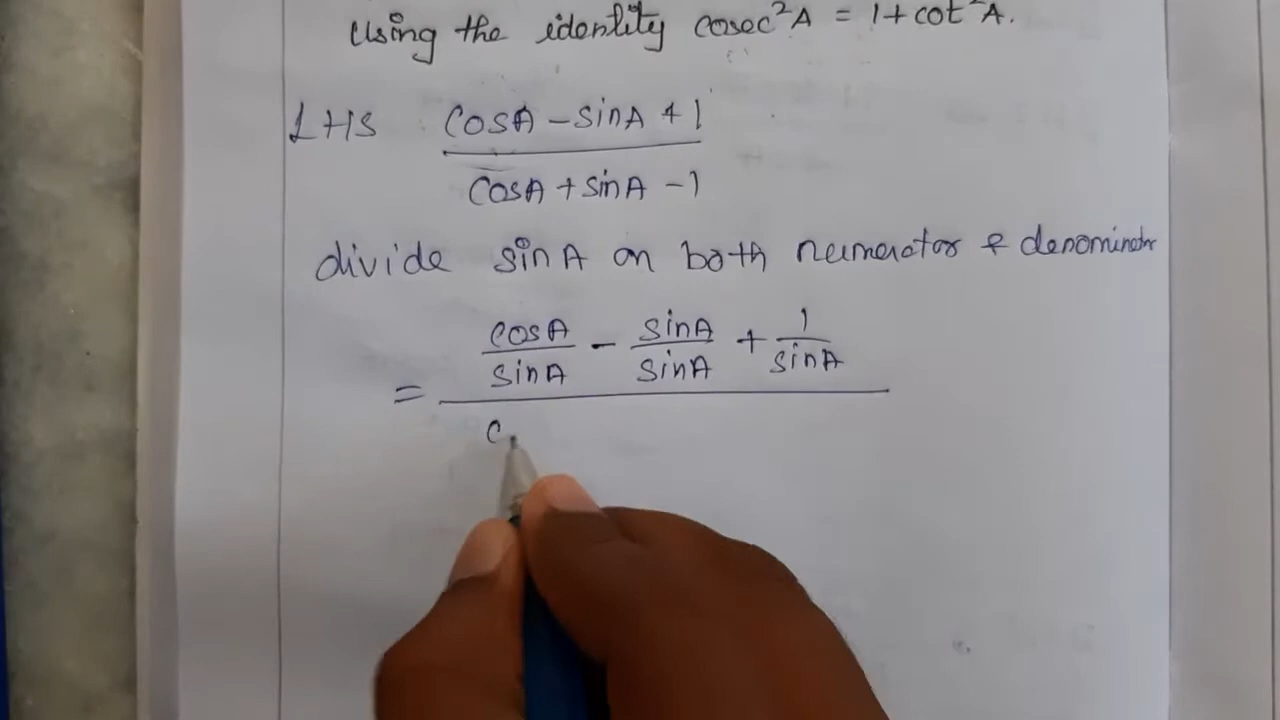 Using the identity cosec²A = 1 + cot²A.
LHS cosA - sinA + 1
cosA + sinA - 1
divide sinA on both numerator & denominator
cosA/sinA - sinA/sinA + 1/sinA
=
c